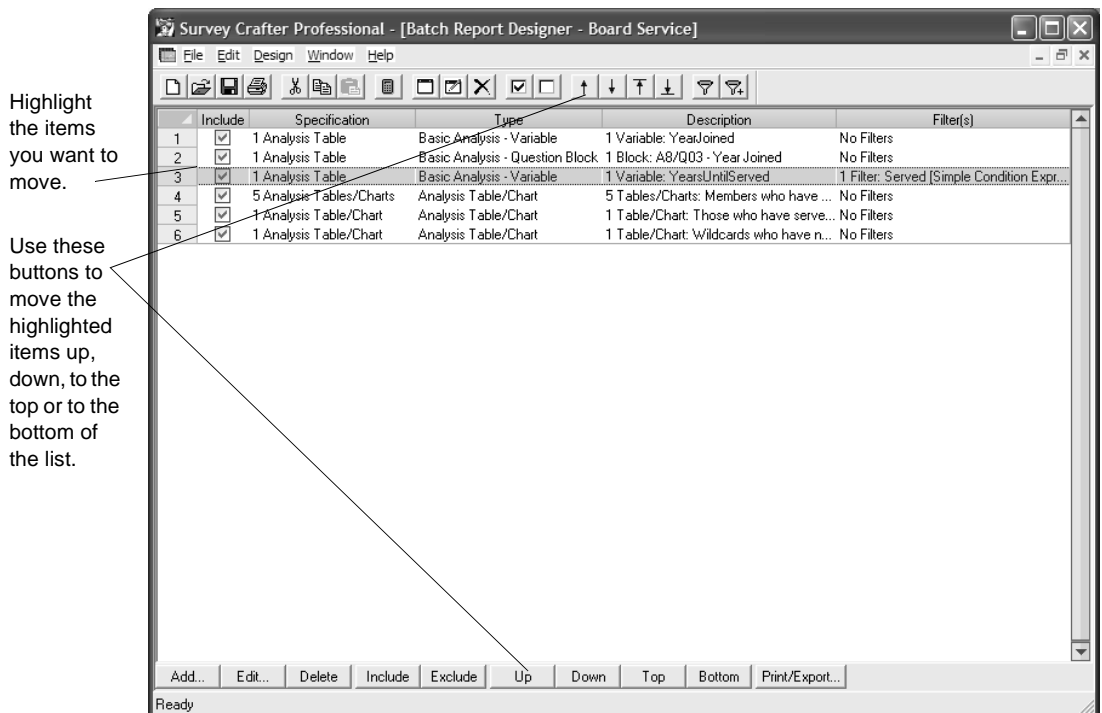 Survey Crafter Professional - [Batch Report Designer - Board Service]
File Edit Design Window Help
Highlight
the items
you want to
move.
Use these
buttons to
move the
highlighted
items up,
down, to the
top or to the
bottom of
the list.
Include Specification Type Description Filter(s)
1 1 Analysis Table Basic Analysis - Variable 1 Variable: YearJoined No Filters
2 1 Analysis Table Basic Analysis - Question Block 1 Block: A8/Q03 - Year Joined No Filters
3 1 Analysis Table Basic Analysis - Variable 1 Variable: YearsUntilServed 1 Filter: Served [Simple Condition Expr...
4 5 Analysis Tables/Charts Analysis Table/Chart 5 Tables/Charts: Members who have ... No Filters
5 1 Analysis Table/Chart Analysis Table/Chart 1 Table/Chart: Those who have serve... No Filters
6 1 Analysis Table/Chart Analysis Table/Chart 1 Table/Chart: Wildcards who have n... No Filters
Add... Edit... Delete Include Exclude Up Down Top Bottom Print/Export...
Ready